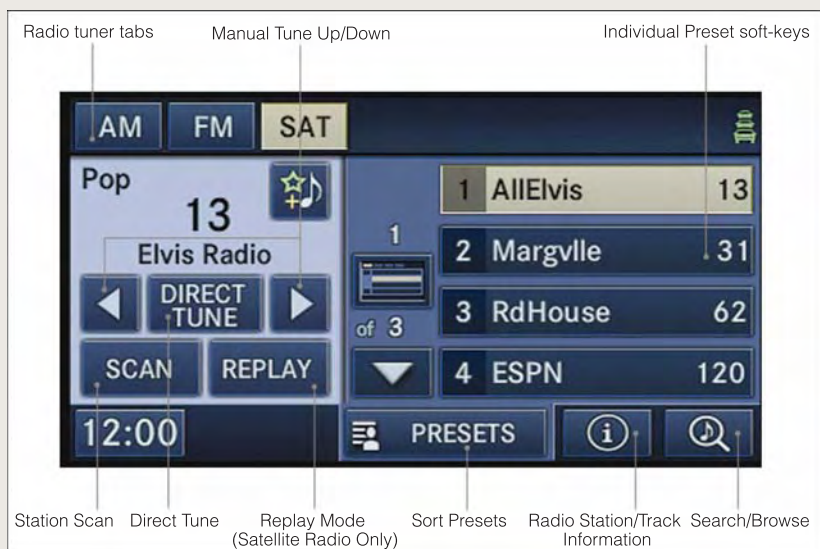 Radio tuner tabs
Manual Tune Up/Down
Individual Preset soft-keys
AM FM SAT
Pop
13
Elvis Radio
DIRECT
TUNE
SCAN REPLAY
12:00
1
of 3
1 AllElvis 13
2 Margvlle 31
3 RdHouse 62
4 ESPN 120
PRESETS
i
Station Scan
Direct Tune
Replay Mode
(Satellite Radio Only)
Sort Presets
Radio Station/Track
Information
Search/Browse